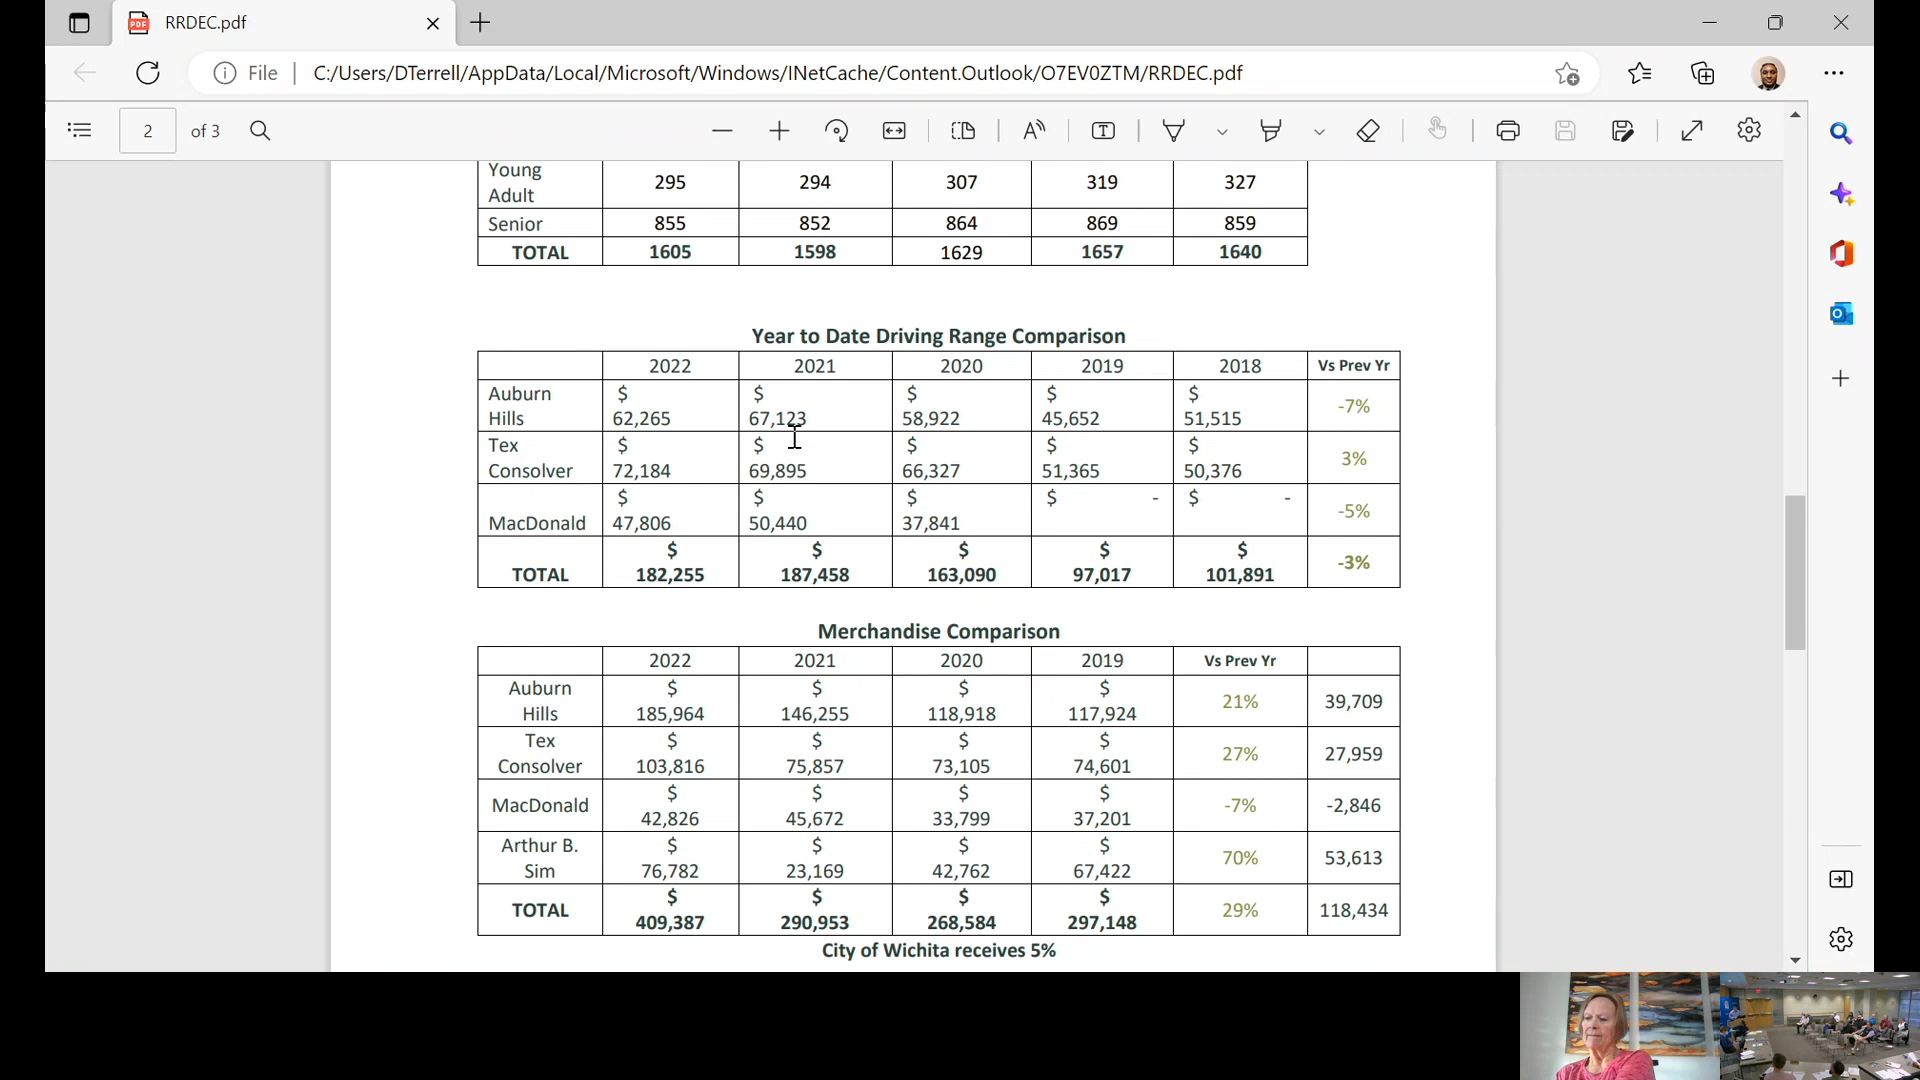 RRDEC.pdf
File C:/Users/DTerrell/AppData/Local/Microsoft/Windows/INetCache/Content.Outlook/O7EV0ZTM/RRDEC.pdf
2 of 3
Young Adult 295 294 307 319 327
Senior 855 852 864 869 859
TOTAL 1605 1598 1629 1657 1640
Year to Date Driving Range Comparison
2022 2021 2020 2019 2018 Vs Prev Yr
Auburn Hills $ 62,265 $ 67,123 $ 58,922 $ 45,652 $ 51,515 -7%
Tex Consolver $ 72,184 $ 69,895 $ 66,327 $ 51,365 $ 50,376 3%
MacDonald $ 47,806 $ 50,440 $ 37,841 $ - $ - -5%
TOTAL $ 182,255 $ 187,458 $ 163,090 $ 97,017 $ 101,891 -3%
Merchandise Comparison
2022 2021 2020 2019 Vs Prev Yr
Auburn Hills $ 185,964 $ 146,255 $ 118,918 $ 117,924 21% 39,709
Tex Consolver $ 103,816 $ 75,857 $ 73,105 $ 74,601 27% 27,959
MacDonald $ 42,826 $ 45,672 $ 33,799 $ 37,201 -7% -2,846
Arthur B. Sim $ 76,782 $ 23,169 $ 42,762 $ 67,422 70% 53,613
TOTAL $ 409,387 $ 290,953 $ 268,584 $ 297,148 29% 118,434
City of Wichita receives 5%